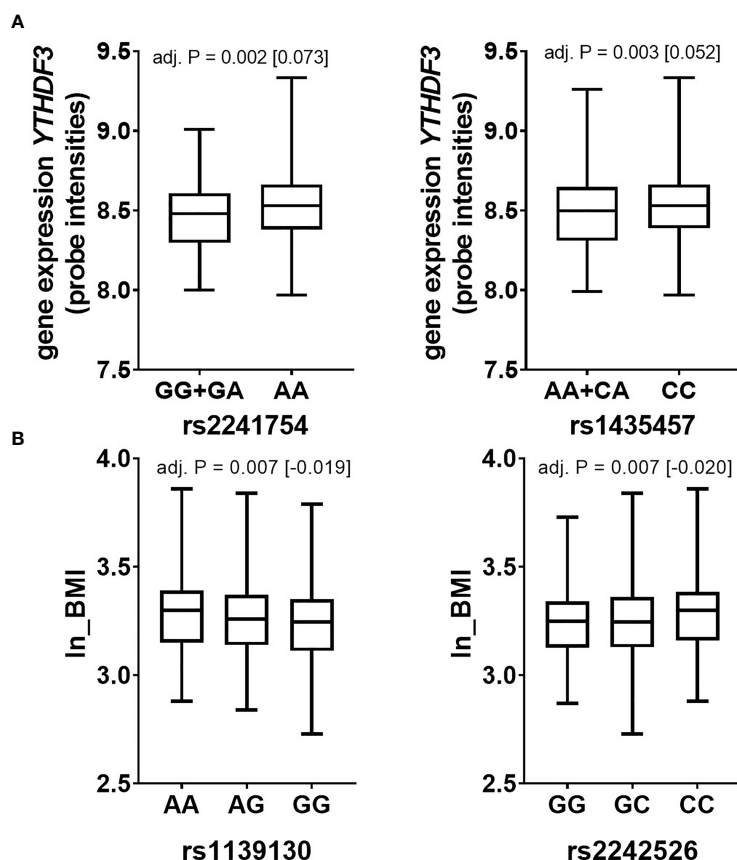 A
gene expression YTHDF3
(probe intensities)
9.5
9.0
8.5
8.0
7.5
adj. P = 0.002 [0.073]
GG+GA AA
rs2241754
gene expression YTHDF3
(probe intensities)
9.5
9.0
8.5
8.0
7.5
adj. P = 0.003 [0.052]
AA+CA CC
rs1435457
B
ln_BMI
4.0
3.5
3.0
2.5
adj. P = 0.007 [-0.019]
AA AG GG
rs1139130
ln_BMI
4.0
3.5
3.0
2.5
adj. P = 0.007 [-0.020]
GG GC CC
rs2242526